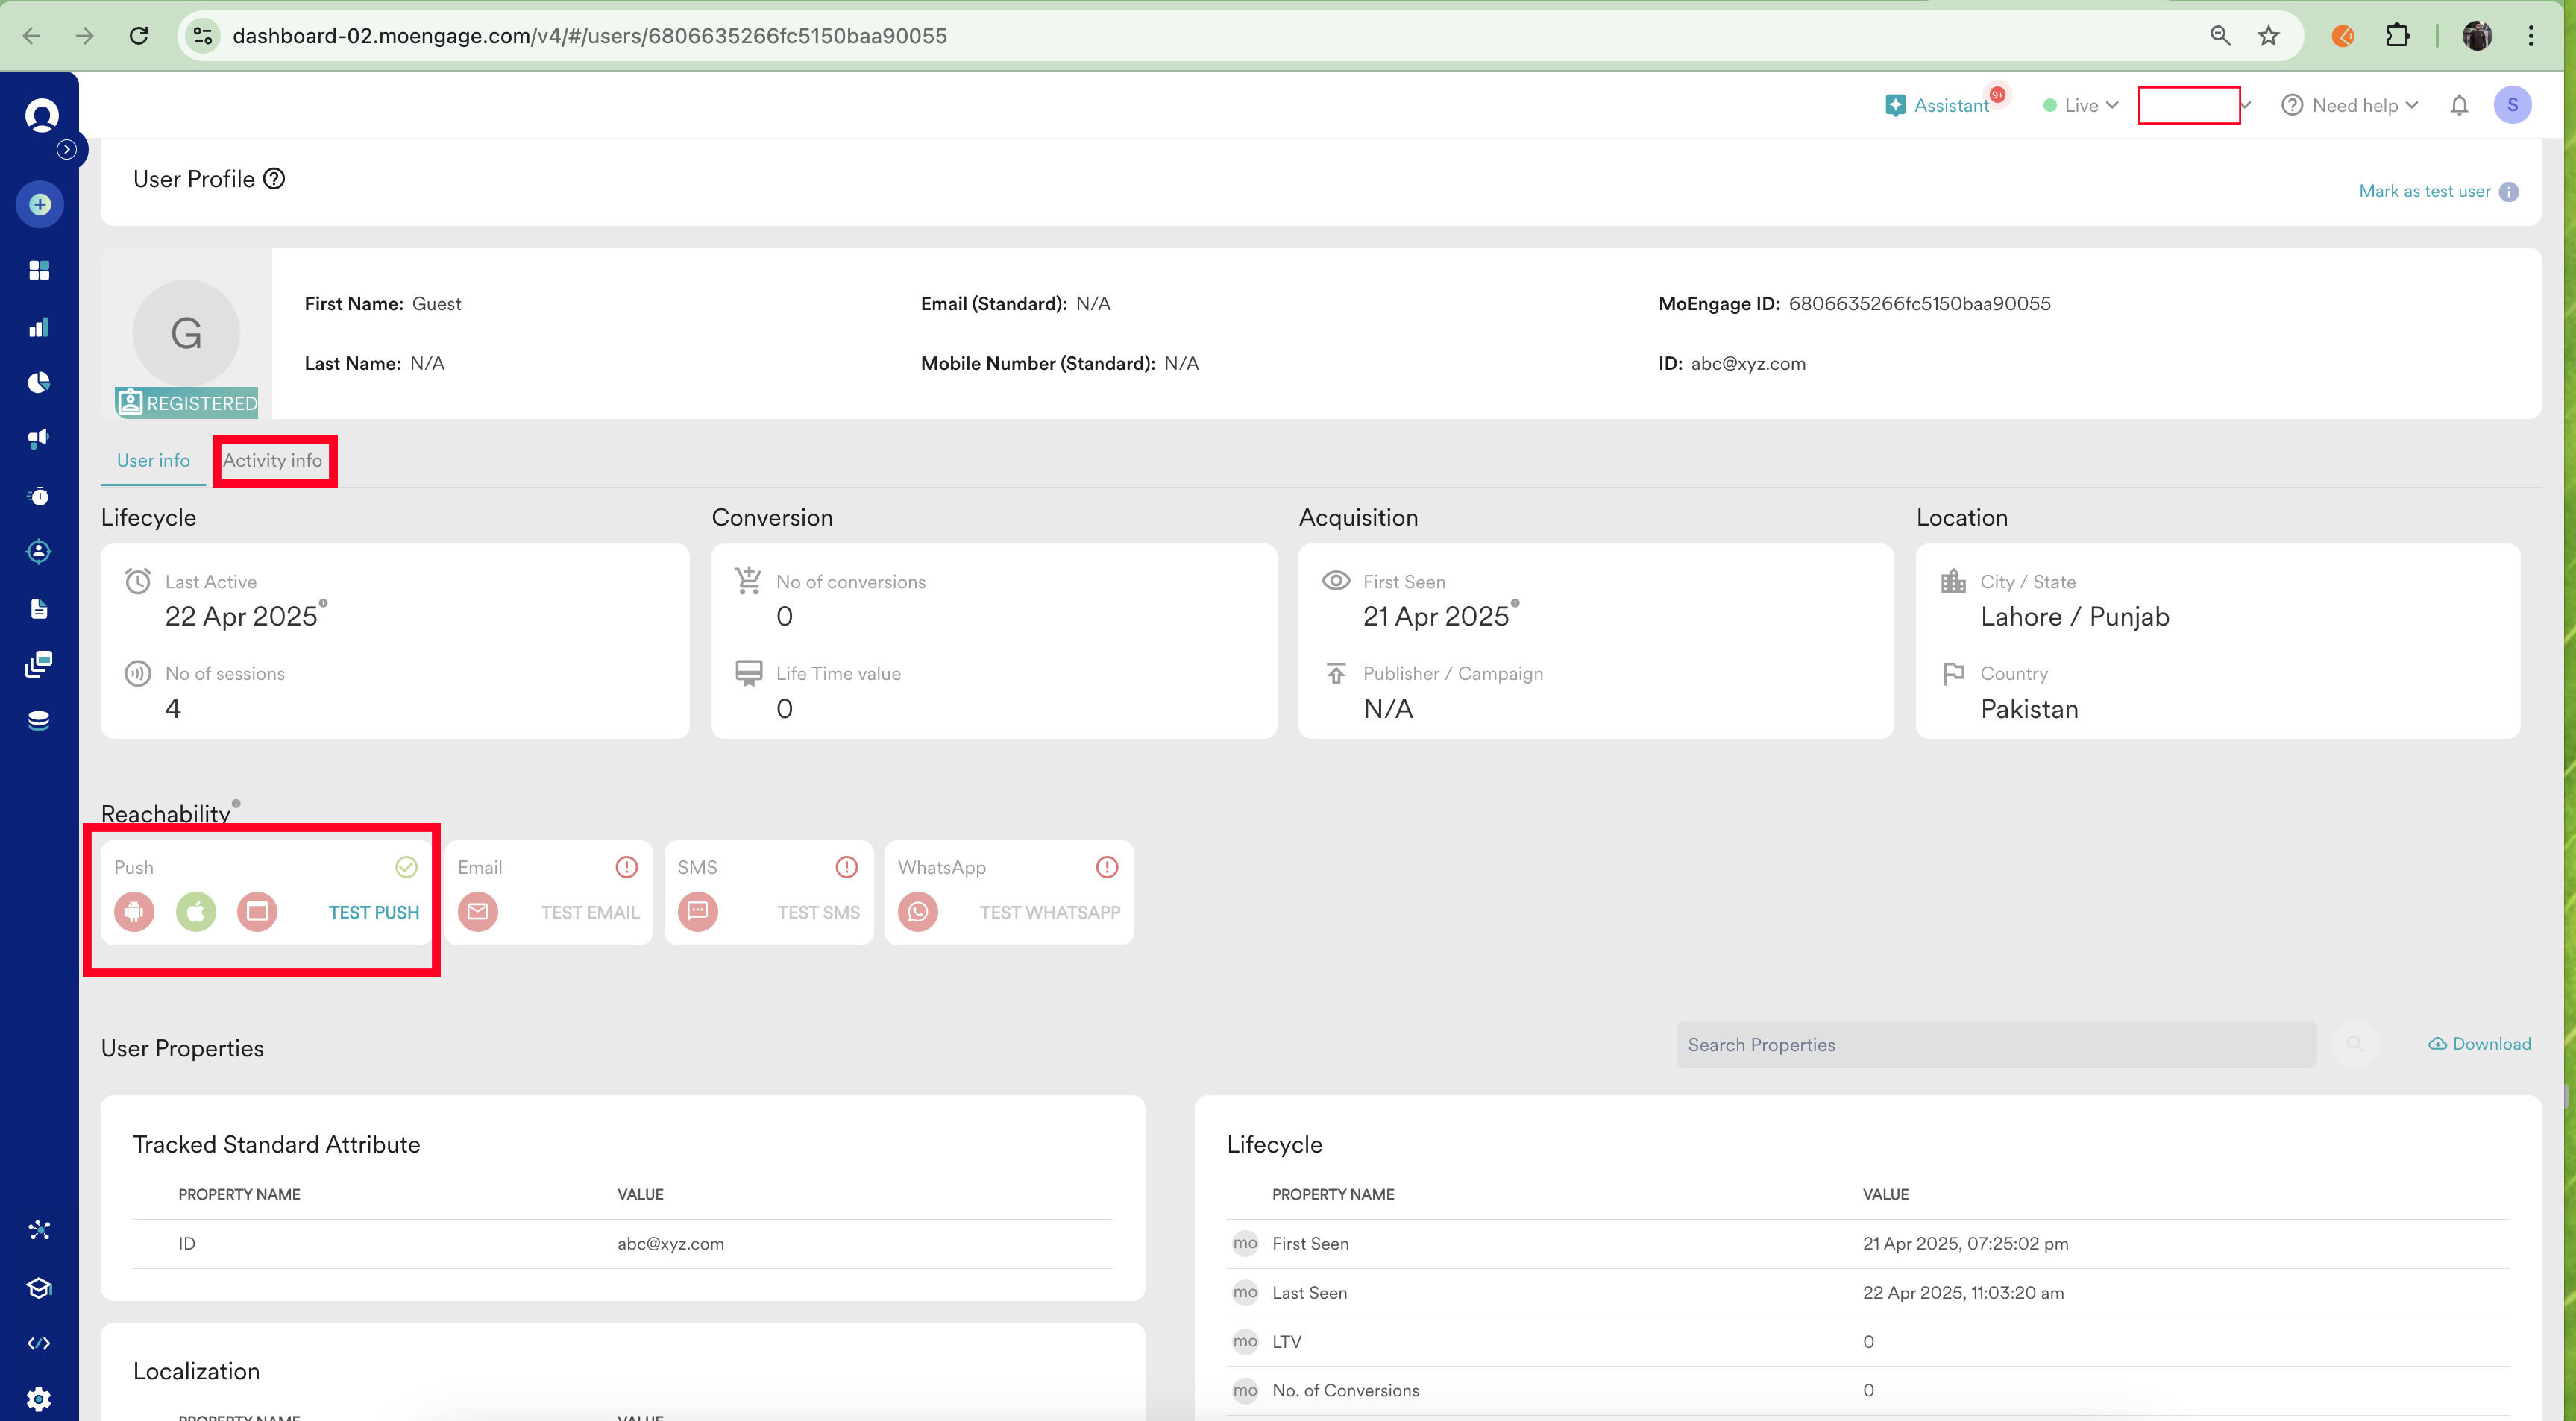 dashboard-02.moengage.com/v4/#/users/6806635266fc5150baa90055
Assistant
9+
Live
Need help
S
User Profile
Mark as test user
G
REGISTERED
First Name: Guest
Email (Standard): N/A
MoEngage ID: 6806635266fc5150baa90055
Last Name: N/A
Mobile Number (Standard): N/A
ID: abc@xyz.com
User info
Activity info
Lifecycle
Conversion
Acquisition
Location
Last Active
22 Apr 2025
No of sessions
4
No of conversions
0
Life Time value
0
First Seen
21 Apr 2025
Publisher / Campaign
N/A
City / State
Lahore / Punjab
Country
Pakistan
Reachability
Push
TEST PUSH
Email
TEST EMAIL
SMS
TEST SMS
WhatsApp
TEST WHATSAPP
User Properties
Search Properties
Download
Tracked Standard Attribute
PROPERTY NAME VALUE
ID abc@xyz.com
Localization
PROPERTY NAME VALUE
Lifecycle
PROPERTY NAME VALUE
mo First Seen 21 Apr 2025, 07:25:02 pm
mo Last Seen 22 Apr 2025, 11:03:20 am
mo LTV 0
mo No. of Conversions 0